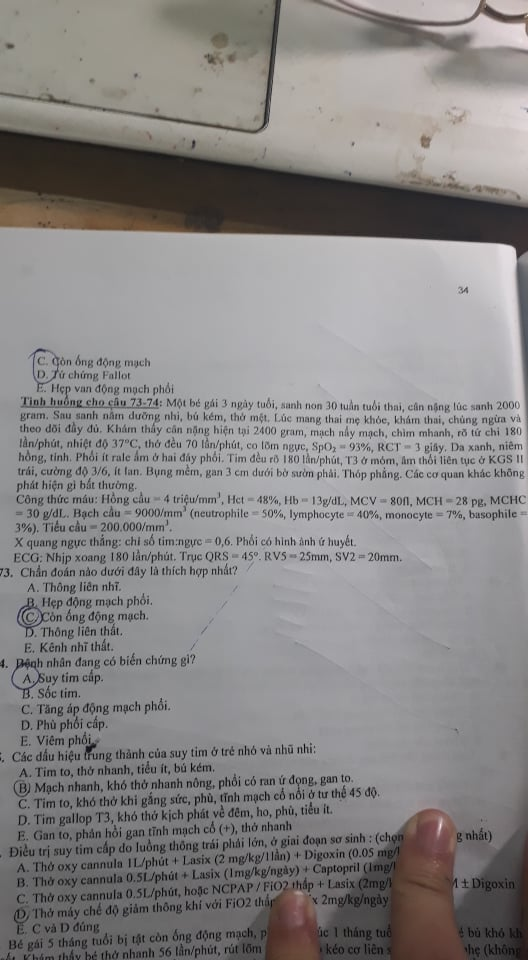 34
C. Còn ống động mạch
D. Tứ chứng Fallot
E. Hẹp van động mạch phổi
Tình huống cho câu 73-74: Một bé gái 3 ngày tuổi, sanh non 30 tuần tuổi thai, cân nặng lúc sanh 2000
gram. Sau sanh nằm dưỡng nhi, bú kém, thở mệt. Lúc mang thai mẹ khỏe, khám thai, chủng ngừa và
theo dõi đầy đủ. Khám thấy cân nặng hiện tại 2400 gram, mạch nẩy mạch, chìm nhanh, rõ tứ chi 180
lần/phút, nhiệt độ 37°C, thở đều 70 lần/phút, co lõm ngực, SpO₂ = 93%, RCT = 3 giây. Da xanh, niêm
hồng, tỉnh. Phổi ít rale ẩm ở hai đáy phổi. Tim đều rõ 180 lần/phút, T3 ở mỏm, âm thổi liên tục ở KGS II
trái, cường độ 3/6, ít lan. Bụng mềm, gan 3 cm dưới bờ sườn phải. Thóp phẳng. Các cơ quan khác không
phát hiện gì bất thường.
Công thức máu: Hồng cầu = 4 triệu/mm³, Hct = 48%, Hb = 13g/dL, MCV = 80fl, MCH = 28 pg, MCHC
= 30 g/dL. Bạch cầu = 9000/mm³ (neutrophile = 50%, lymphocyte = 40%, monocyte = 7%, basophile =
3%). Tiểu cầu = 200.000/mm³.
X quang ngực thẳng: chỉ số tim:ngực = 0,6. Phổi có hình ảnh ứ huyết.
ECG: Nhịp xoang 180 lần/phút. Trục QRS = 45°. RV5 = 25mm, SV2 = 20mm.
73. Chẩn đoán nào dưới đây là thích hợp nhất?
A. Thông liên nhĩ.
B. Hẹp động mạch phổi.
C. Còn ống động mạch.
D. Thông liên thất.
E. Kênh nhĩ thất.
4. Bệnh nhân đang có biến chứng gì?
A. Suy tim cấp.
B. Sốc tim.
C. Tăng áp động mạch phổi.
D. Phù phổi cấp.
E. Viêm phổi
. Các dấu hiệu trung thành của suy tim ở trẻ nhỏ và nhũ nhi:
A. Tim to, thở nhanh, tiểu ít, bú kém.
B. Mạch nhanh, khó thở nhanh nông, phổi có ran ứ đọng, gan to.
C. Tim to, khó thở khi gắng sức, phù, tĩnh mạch cổ nổi ở tư thế 45 độ.
D. Tim gallop T3, khó thở kịch phát về đêm, ho, phù, tiểu ít.
E. Gan to, phản hồi gan tĩnh mạch cổ (+), thở nhanh
. Điều trị suy tim cấp do luồng thông trái phải lớn, ở giai đoạn sơ sinh : (chọn g nhất)
A. Thở oxy cannula 1L/phút + Lasix (2 mg/kg/1lần) + Digoxin (0.05 mg/
B. Thở oxy cannula 0.5L/phút + Lasix (1mg/kg/ngày) + Captopril (1mg/
C. Thở oxy cannula 0.5L/phút, hoặc NCPAP / FiO2 thấp + Lasix (2mg/ ± Digoxin
D. Thở máy chế độ giảm thông khí với FiO2 2mg/kg/ngày
E. C và D đúng
. Bé gái 5 tháng tuổi bị tật còn ống động mạch, úc 1 tháng bú khó
Khám thấy bé thở nhanh 56 lần/phút, rút lõm kéo cơ liên (không